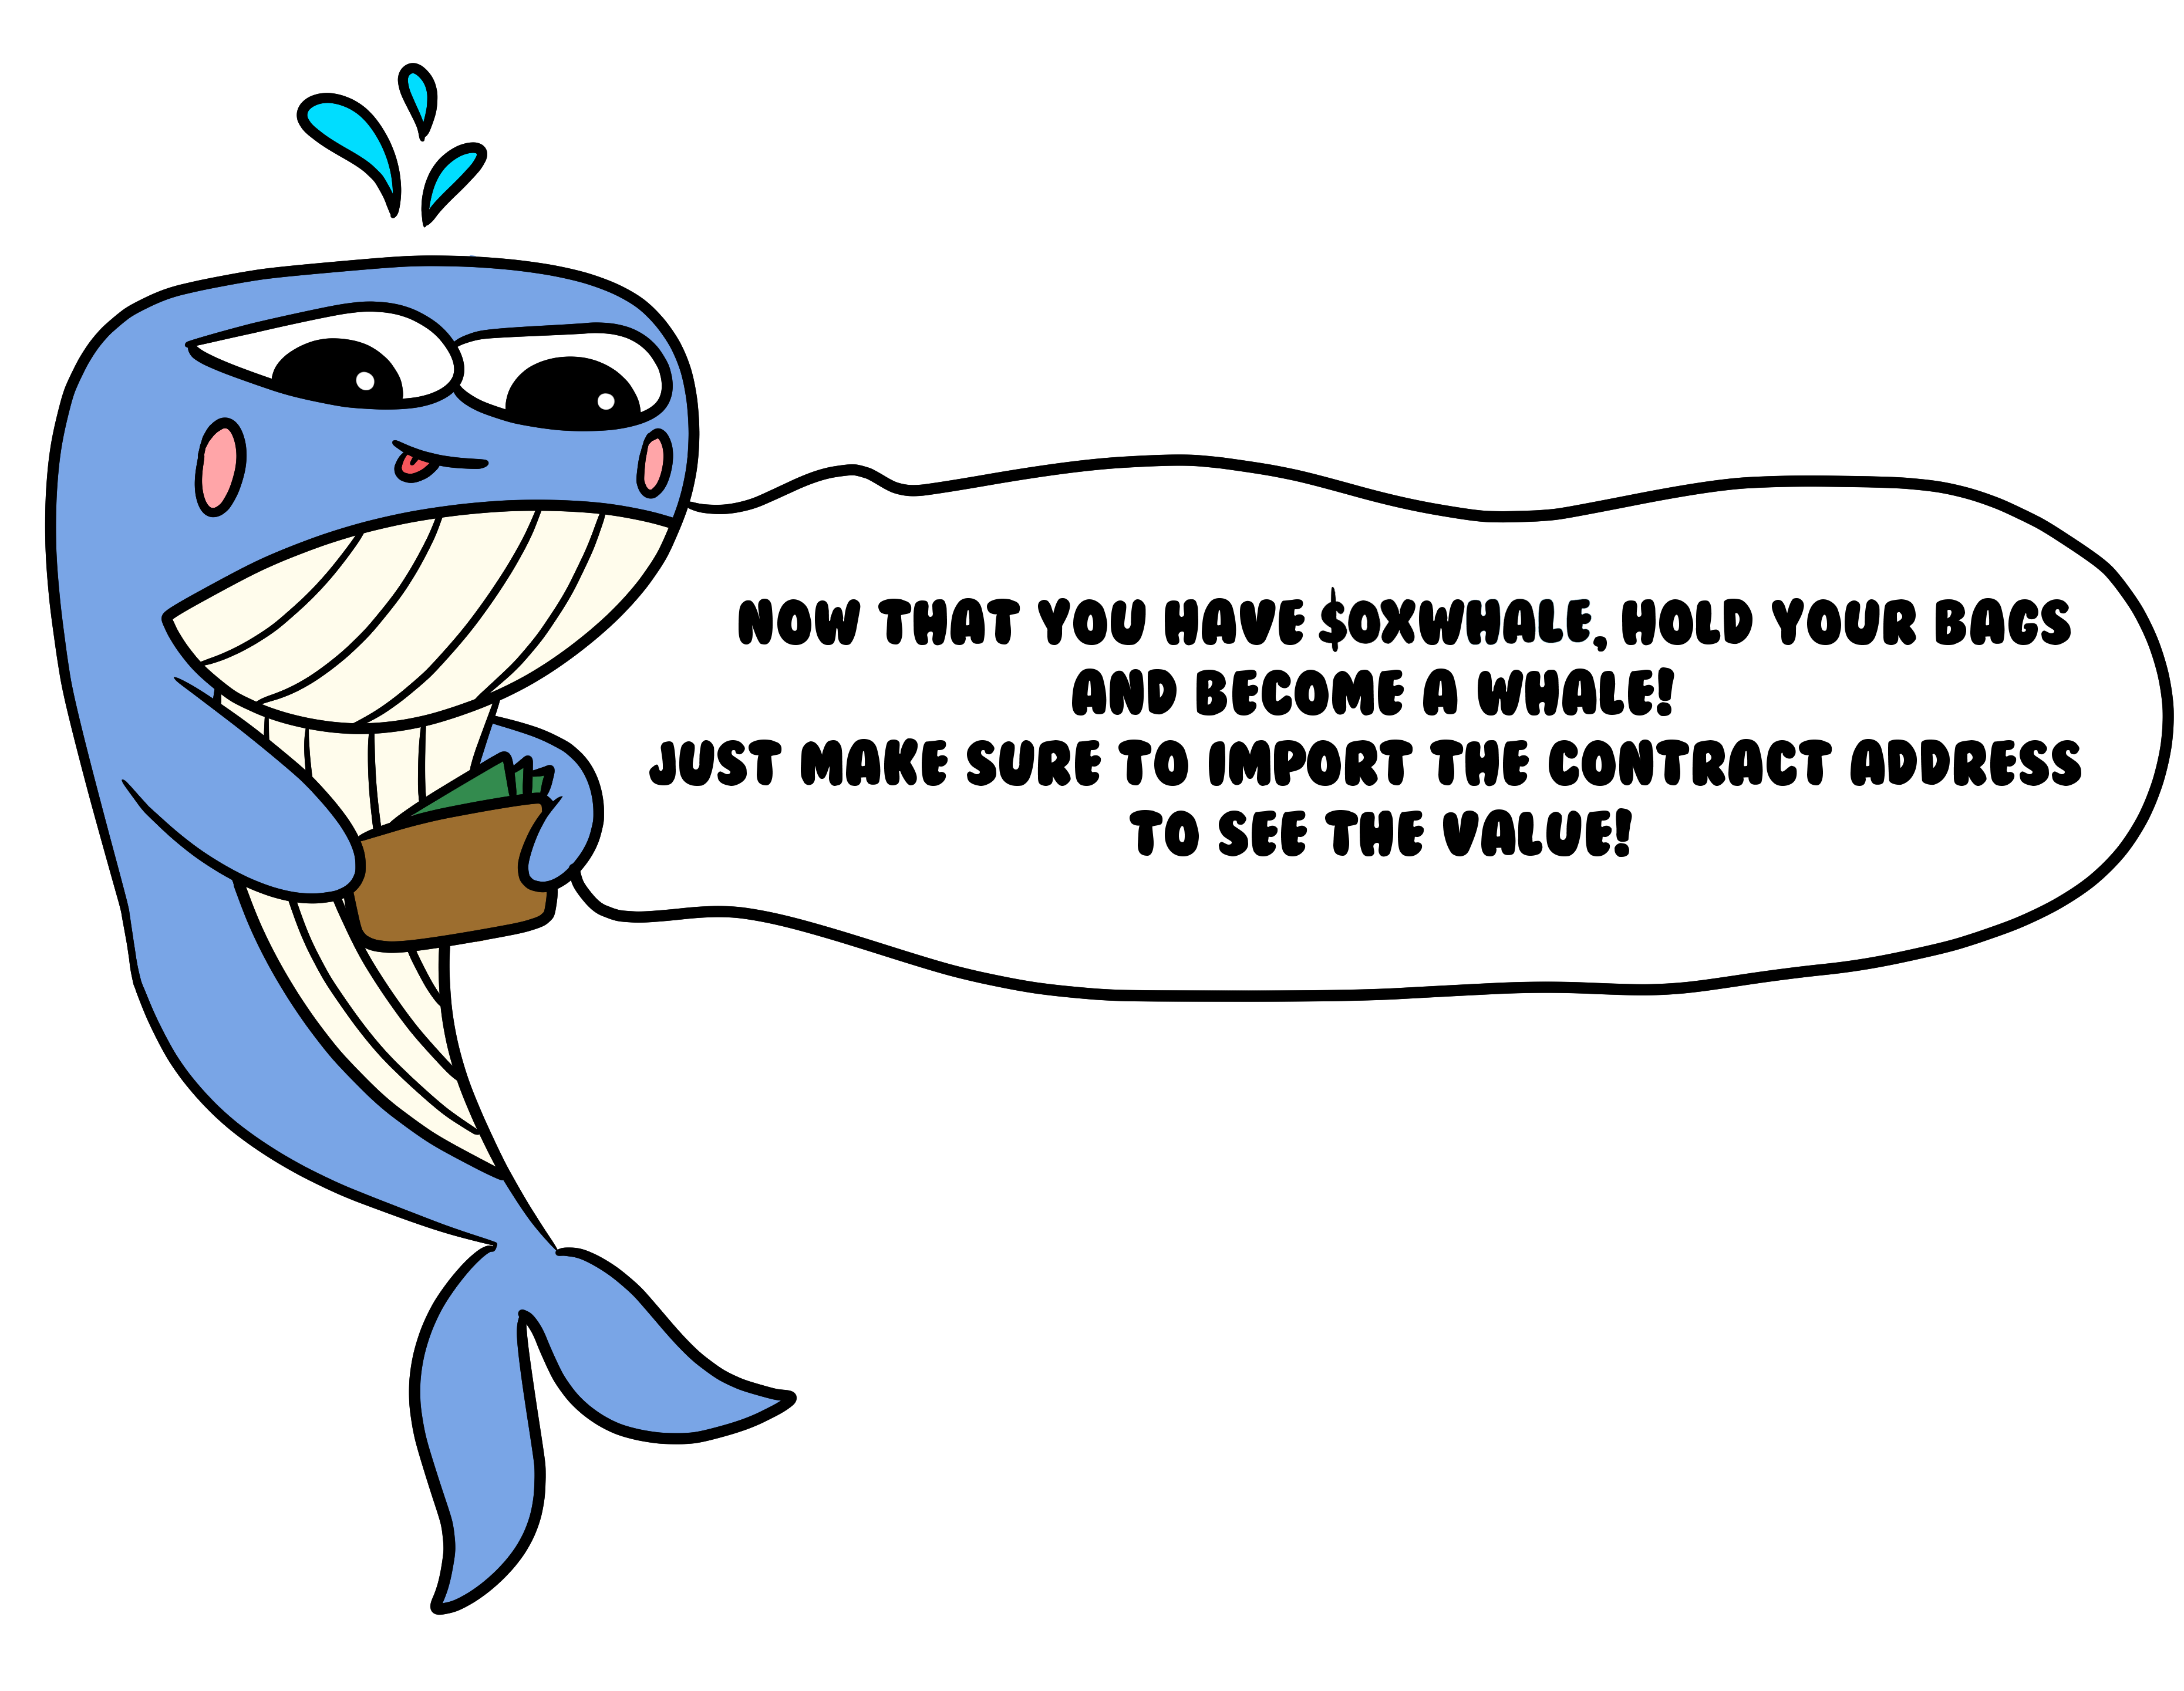 NOW THAT YOU HAVE $OXWHALE, HOLD YOUR BAGS
AND BECOME A WHALE!
JUST MAKE SURE TO IMPORT THE CONTRACT ADDRESS
TO SEE THE VALUE!